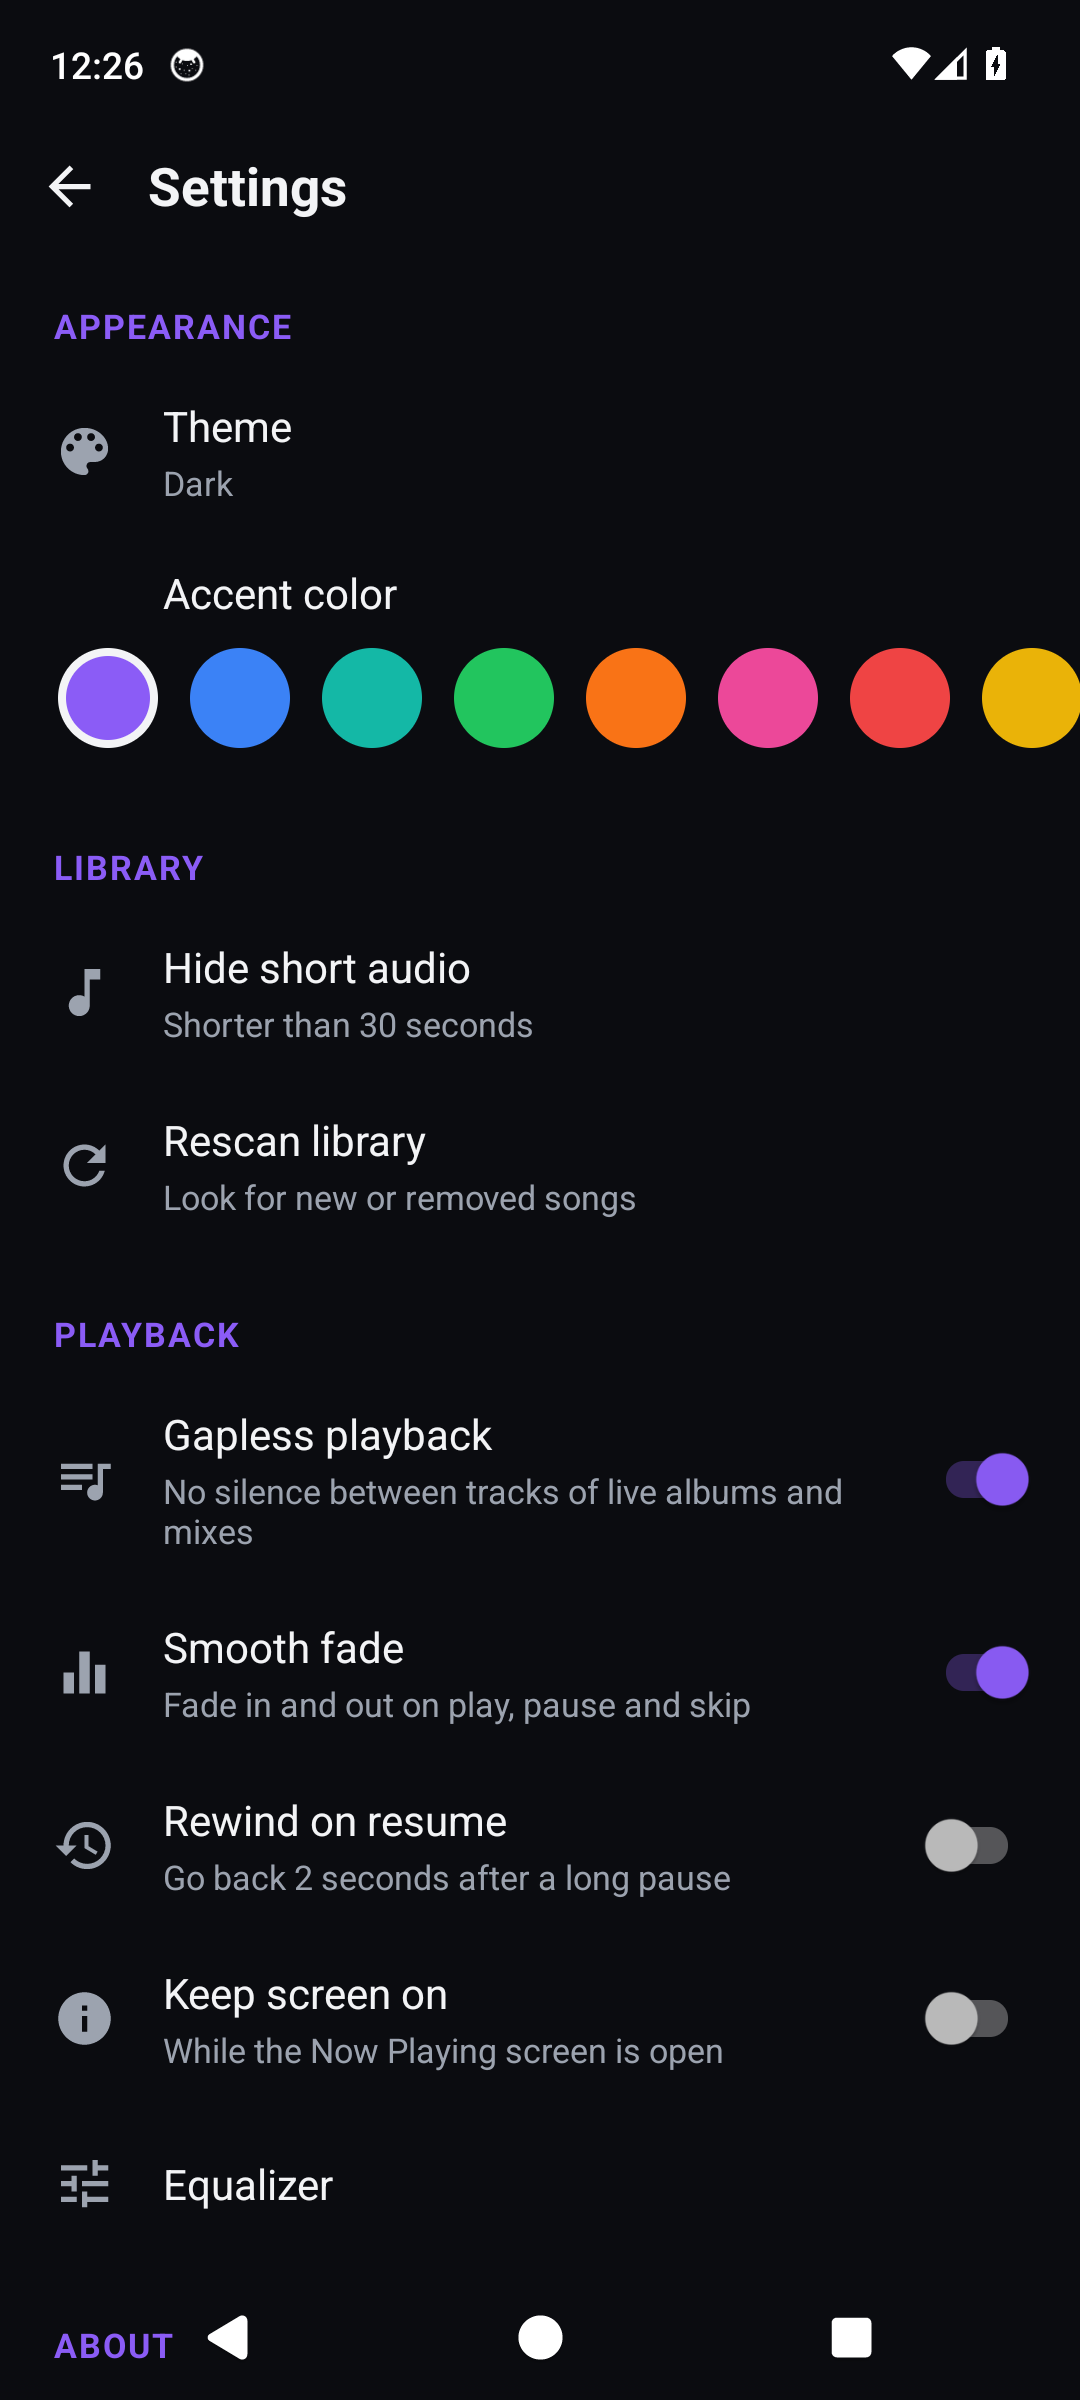 12:26
Settings
APPEARANCE
Theme
Dark
Accent color
LIBRARY
Hide short audio
Shorter than 30 seconds
Rescan library
Look for new or removed songs
PLAYBACK
Gapless playback
No silence between tracks of live albums and
mixes
Smooth fade
Fade in and out on play, pause and skip
Rewind on resume
Go back 2 seconds after a long pause
Keep screen on
While the Now Playing screen is open
Equalizer
ABOUT